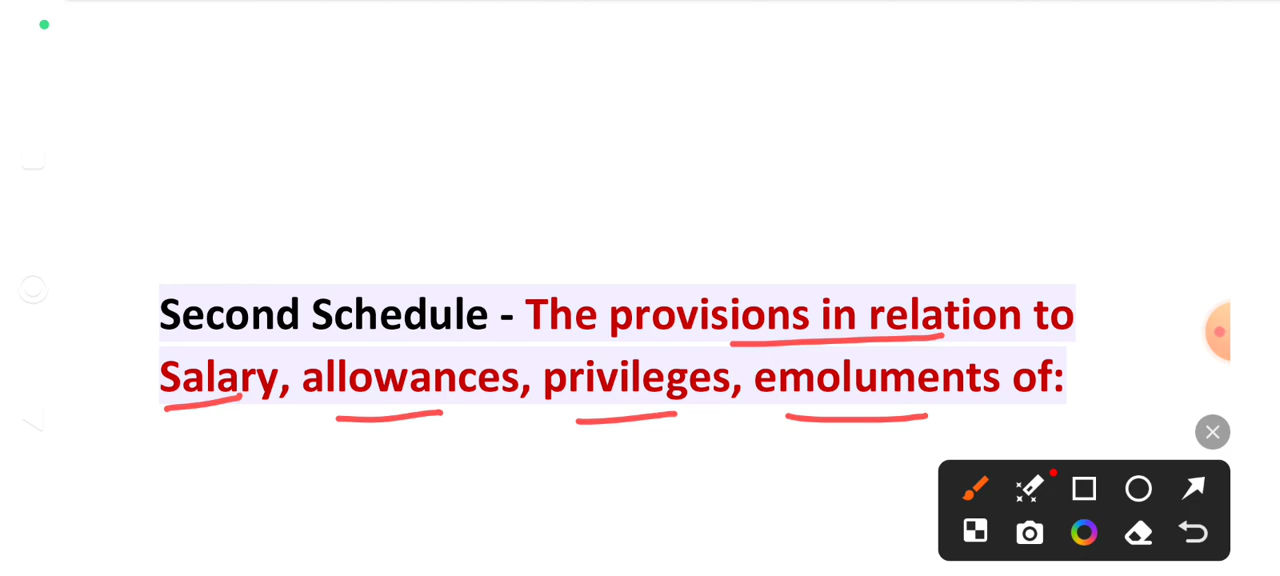 Second Schedule - The provisions in relation to
Salary, allowances, privileges, emoluments of: